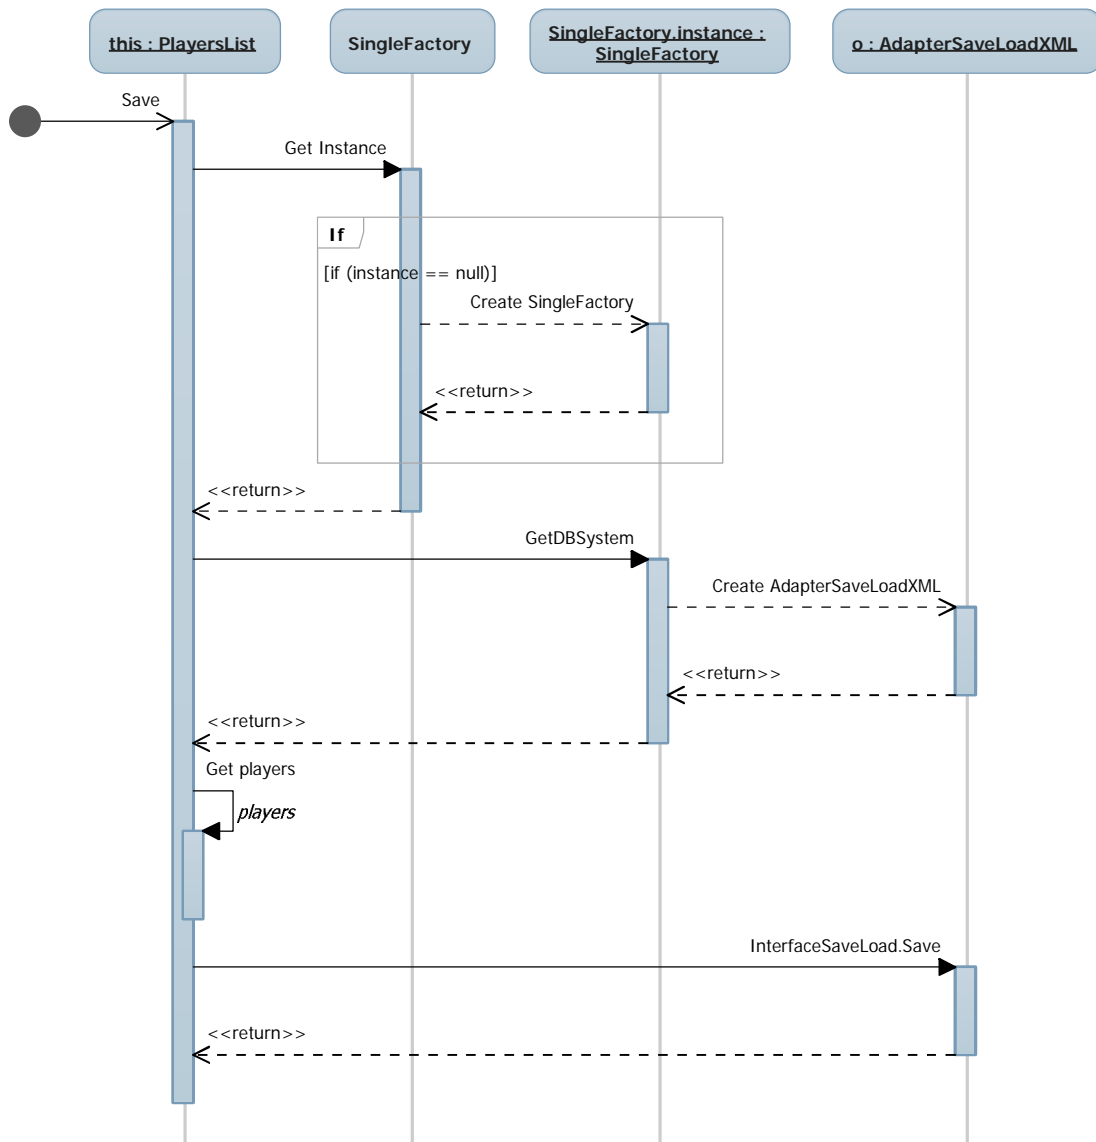 this : PlayersList
SingleFactory
SingleFactory.instance :
SingleFactory
o : AdapterSaveLoadXML
Save
Get Instance
If
[if (instance == null)]
Create SingleFactory
<<return>>
<<return>>
GetDBSystem
Create AdapterSaveLoadXML
<<return>>
<<return>>
Get players
players
InterfaceSaveLoad.Save
<<return>>